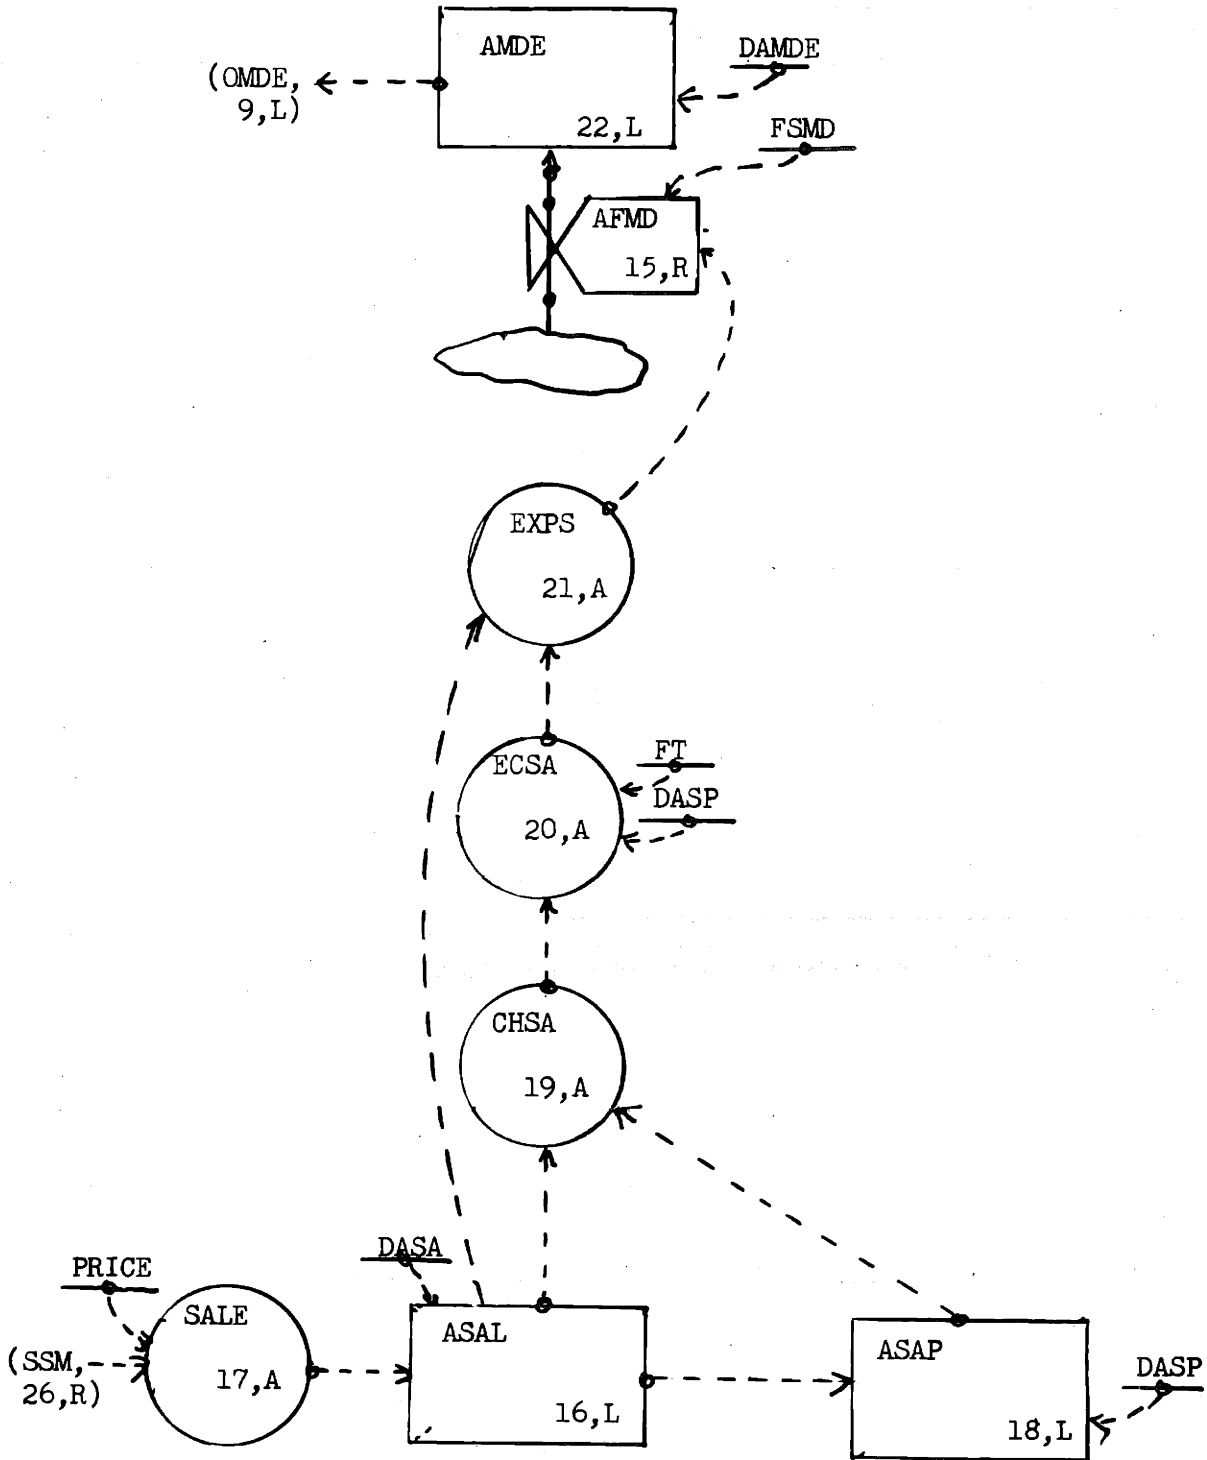 AMDE
22,L
DAMDE
(OMDE,
9,L)
FSMD
AFMD
15,R
EXPS
21,A
ECSA
20,A
FT
DASP
CHSA
19,A
PRICE
(SSM,
26,R)
SALE
17,A
DASA
ASAL
16,L
ASAP
18,L
DASP